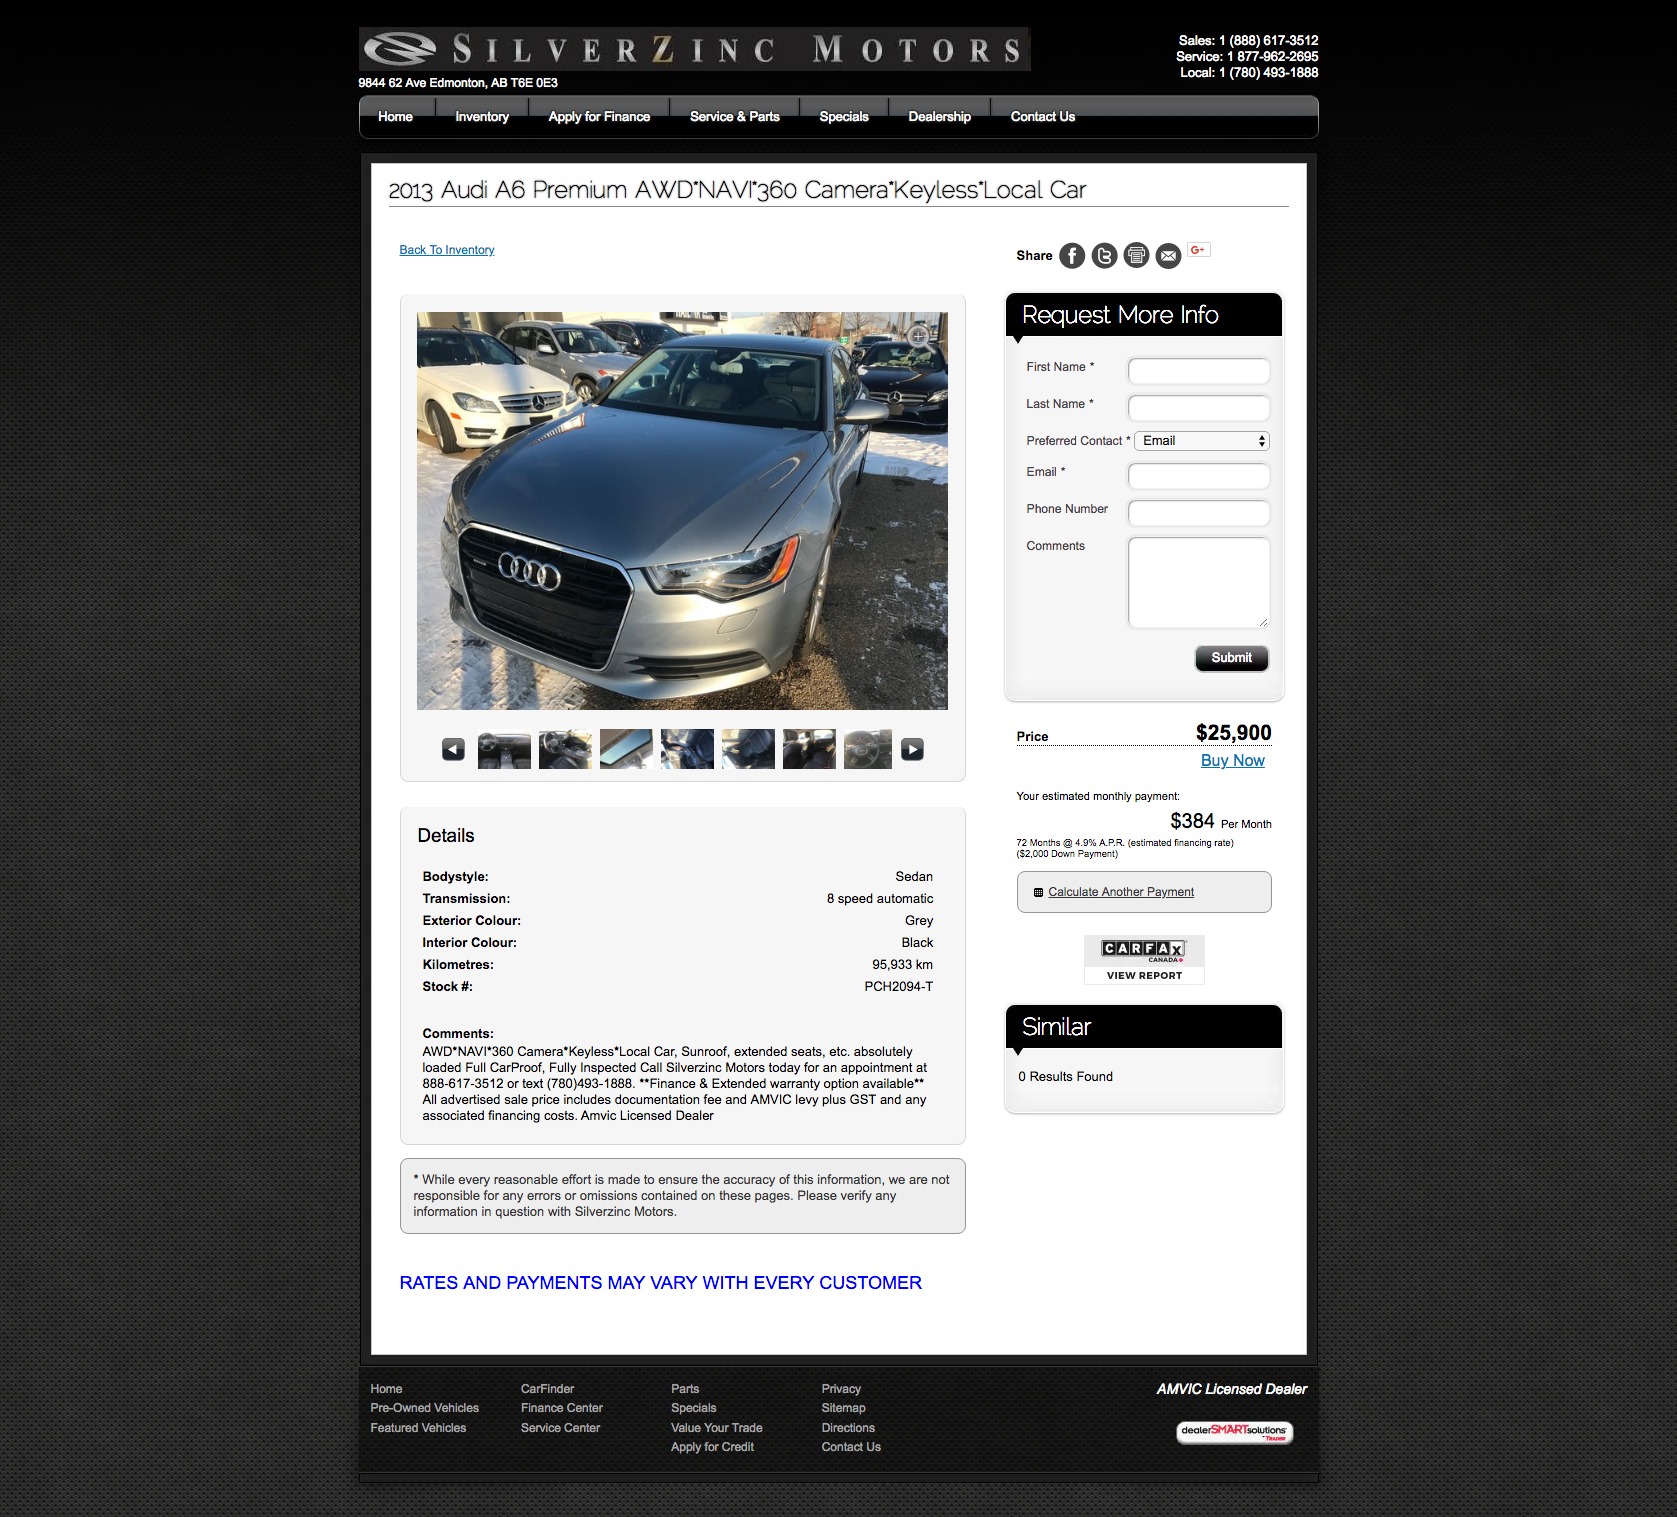 SILVERZINC MOTORS
Sales: 1 (888) 617-3512
Service: 1 877-962-2695
Local: 1 (780) 493-1888
9844 62 Ave Edmonton, AB T6E 0E3
Home Inventory Apply for Finance Service & Parts Specials Dealership Contact Us
2013 Audi A6 Premium AWD*NAVI*360 Camera*Keyless*Local Car
Back To Inventory
Share
G+
Request More Info
First Name *
Last Name *
Preferred Contact * Email
Email *
Phone Number
Comments
Submit
Price $25,900
Buy Now
Your estimated monthly payment:
$384 Per Month
72 Months @ 4.9% A.P.R. (estimated financing rate)
($2,000 Down Payment)
Calculate Another Payment
CARFAX
CANADA
VIEW REPORT
Similar
0 Results Found
Details
Bodystyle: Sedan
Transmission: 8 speed automatic
Exterior Colour: Grey
Interior Colour: Black
Kilometres: 95,933 km
Stock #: PCH2094-T
Comments:
AWD*NAVI*360 Camera*Keyless*Local Car, Sunroof, extended seats, etc. absolutely
loaded Full CarProof, Fully Inspected Call Silverzinc Motors today for an appointment at
888-617-3512 or text (780)493-1888. **Finance & Extended warranty option available**
All advertised sale price includes documentation fee and AMVIC levy plus GST and any
associated financing costs. Amvic Licensed Dealer
* While every reasonable effort is made to ensure the accuracy of this information, we are not
responsible for any errors or omissions contained on these pages. Please verify any
information in question with Silverzinc Motors.
RATES AND PAYMENTS MAY VARY WITH EVERY CUSTOMER
Home CarFinder Parts Privacy
Pre-Owned Vehicles Finance Center Specials Sitemap
Featured Vehicles Service Center Value Your Trade Directions
Apply for Credit Contact Us
AMVIC Licensed Dealer
dealerSMARTsolutions
TRADER